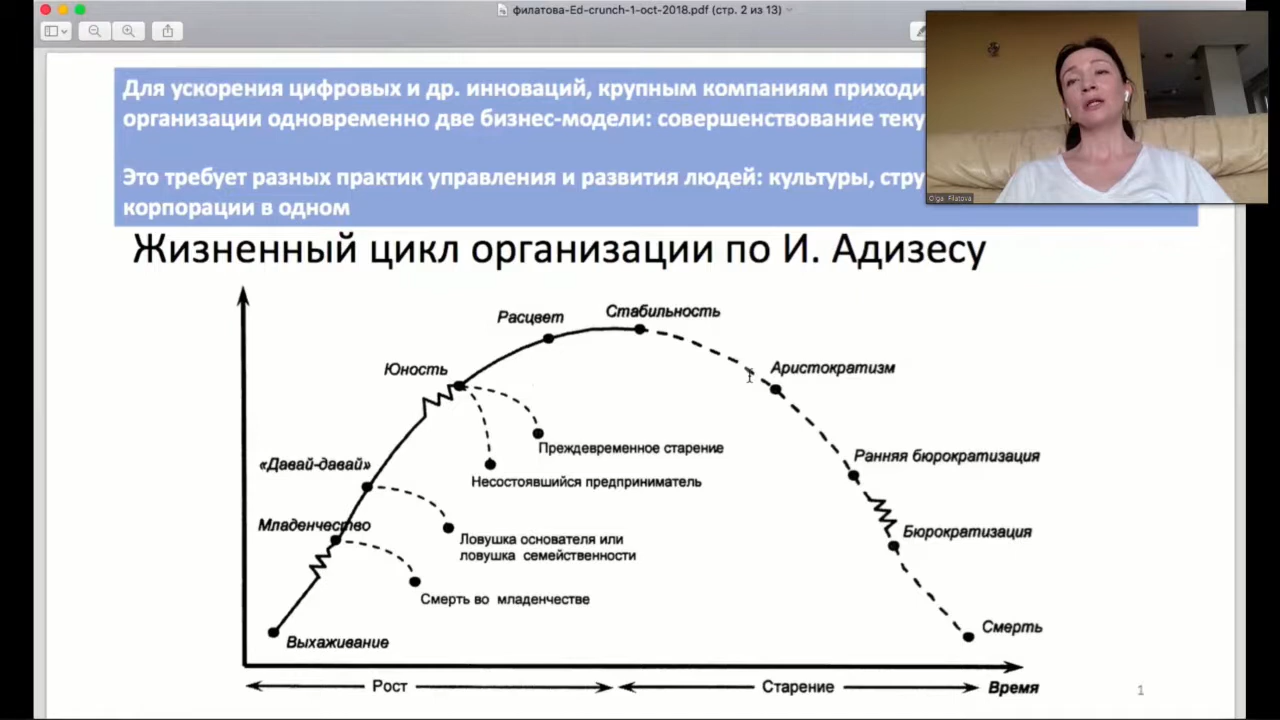 филатова-Ed-crunch-1-oct-2018.pdf (стр. 2 из 13)
Для ускорения цифровых и др. инноваций, крупным компаниям
организации одновременно две бизнес-модели: совершенствование
Это требует разных практик управления и развития людей: культуры,
корпорации в одном
Olga Filatova
Жизненный цикл организации по И. Адизесу
Стабильность
Расцвет
Юность
Аристократизм
Преждевременное старение
Ранняя бюрократизация
«Давай-давай»
Несостоявшийся предприниматель
Младенчество
Бюрократизация
Ловушка основателя или
ловушка семейственности
Смерть во младенчестве
Смерть
Выхаживание
Рост
Старение
Время
1